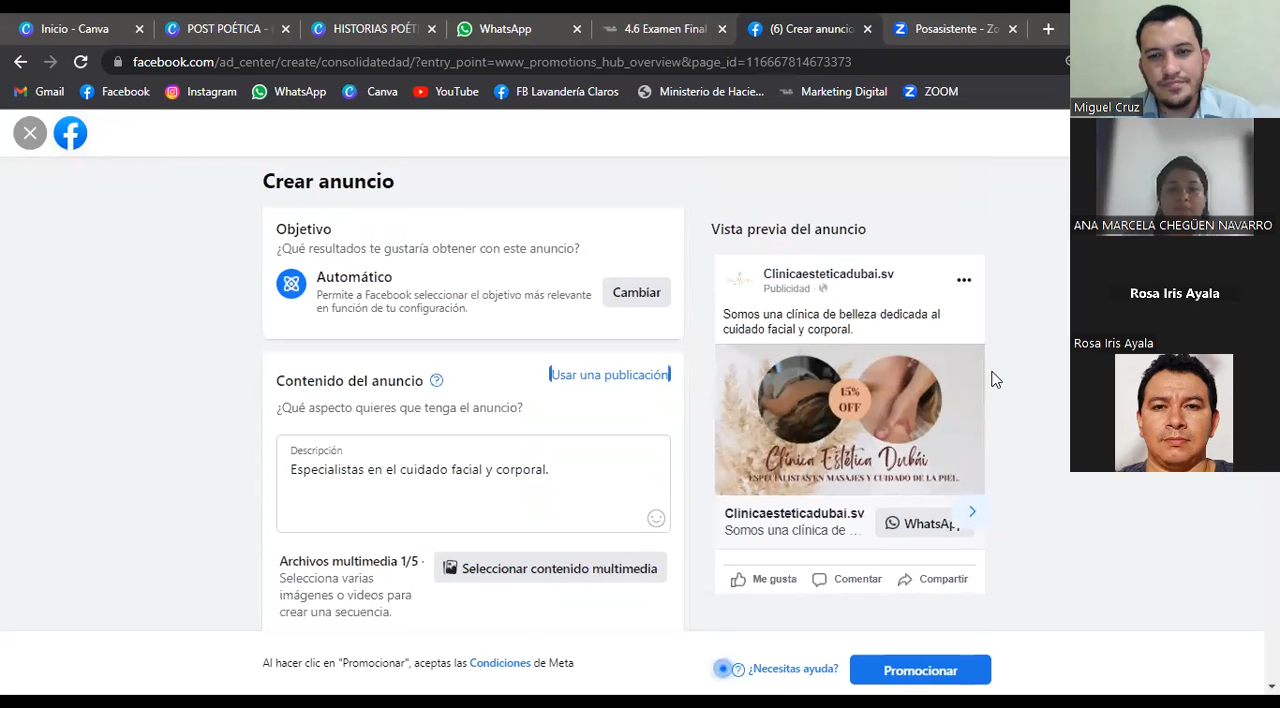 Inicio - Canva
POST POÉTICA -
HISTORIAS POÉT
WhatsApp
4.6 Examen Final
(6) Crear anuncio
Posasistente - Zo
facebook.com/ad_center/create/consolidatedad/?entry_point=www_promotions_hub_overview&page_id=116667814673373
Gmail
Facebook
Instagram
WhatsApp
Canva
YouTube
FB Lavandería Claros
Ministerio de Hacie...
Marketing Digital
ZOOM
Crear anuncio
Objetivo
¿Qué resultados te gustaría obtener con este anuncio?
Automático
Permite a Facebook seleccionar el objetivo más relevante
en función de tu configuración.
Cambiar
Contenido del anuncio
Usar una publicación
¿Qué aspecto quieres que tenga el anuncio?
Descripción
Especialistas en el cuidado facial y corporal.
Archivos multimedia 1/5 ·
Selecciona varias
imágenes o videos para
crear una secuencia.
Seleccionar contenido multimedia
Vista previa del anuncio
Clinicaesteticadubai.sv
Publicidad ·
Somos una clínica de belleza dedicada al
cuidado facial y corporal.
15%
OFF
Clínica Estética Dubái
ESPECIALISTAS EN MASAJES Y CUIDADO DE LA PIEL.
Clinicaesteticadubai.sv
Somos una clínica de ...
WhatsAp
Me gusta
Comentar
Compartir
Al hacer clic en "Promocionar", aceptas las Condiciones de Meta
¿Necesitas ayuda?
Promocionar
Miguel Cruz
ANA MARCELA CHEGÜEN NAVARRO
Rosa Iris Ayala
Rosa Iris Ayala